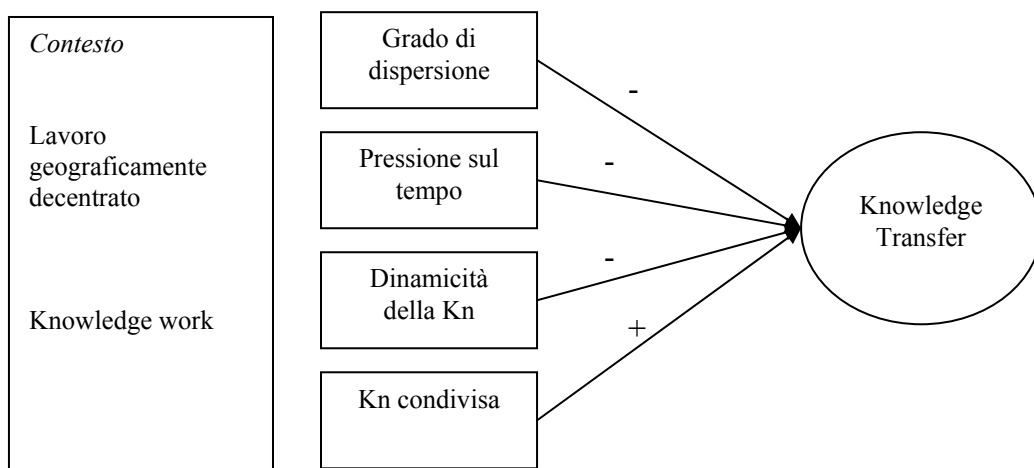 Contesto
Lavoro
geograficamente
decentrato
Knowledge work
Grado di
dispersione
Pressione sul
tempo
Dinamicità
della Kn
Kn condivisa
-
-
-
+
Knowledge
Transfer